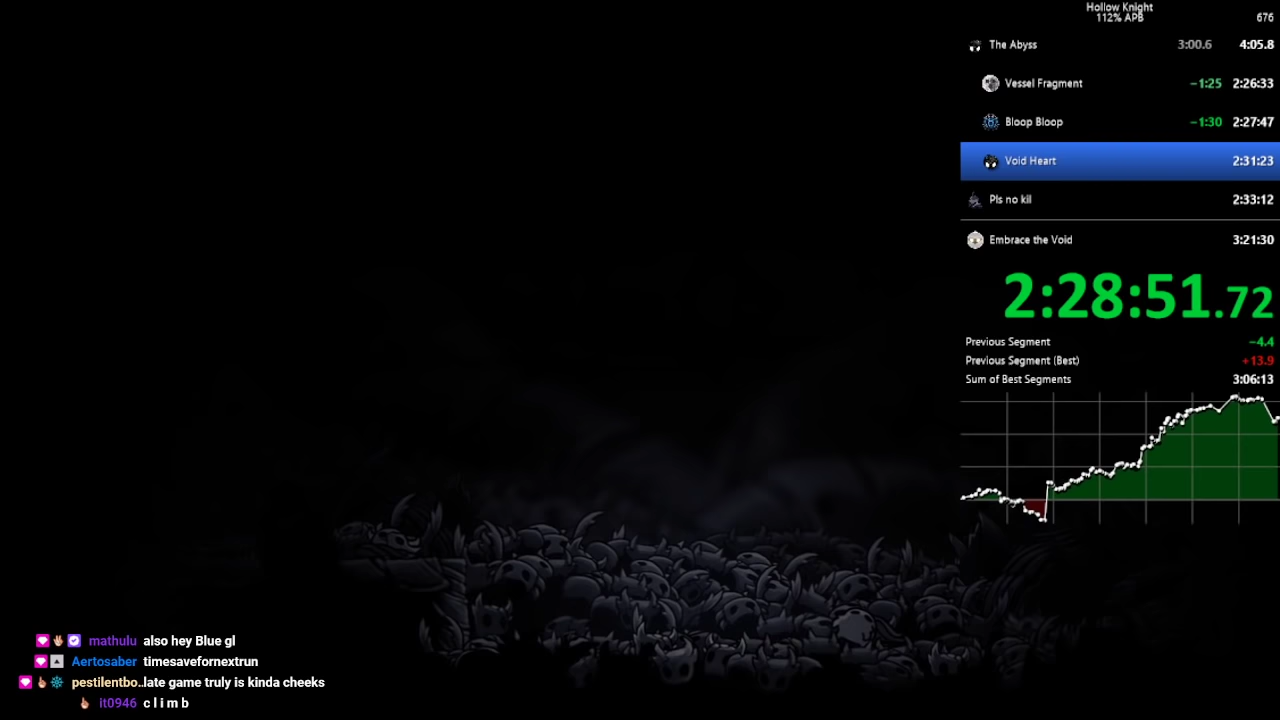 Hollow Knight
112% APB 676
The Abyss 3:00.6 4:05.8
Vessel Fragment −1:25 2:26:33
Bloop Bloop −1:30 2:27:47
Void Heart 2:31:23
Pls no kil 2:33:12
Embrace the Void 3:21:30
2:28:51.72
Previous Segment −4.4
Previous Segment (Best) +13.9
Sum of Best Segments 3:06:13
mathulu also hey Blue gl
Aertosaber timesavefornextrun
pestilentbo..late game truly is kinda cheeks
it0946 c l i m b